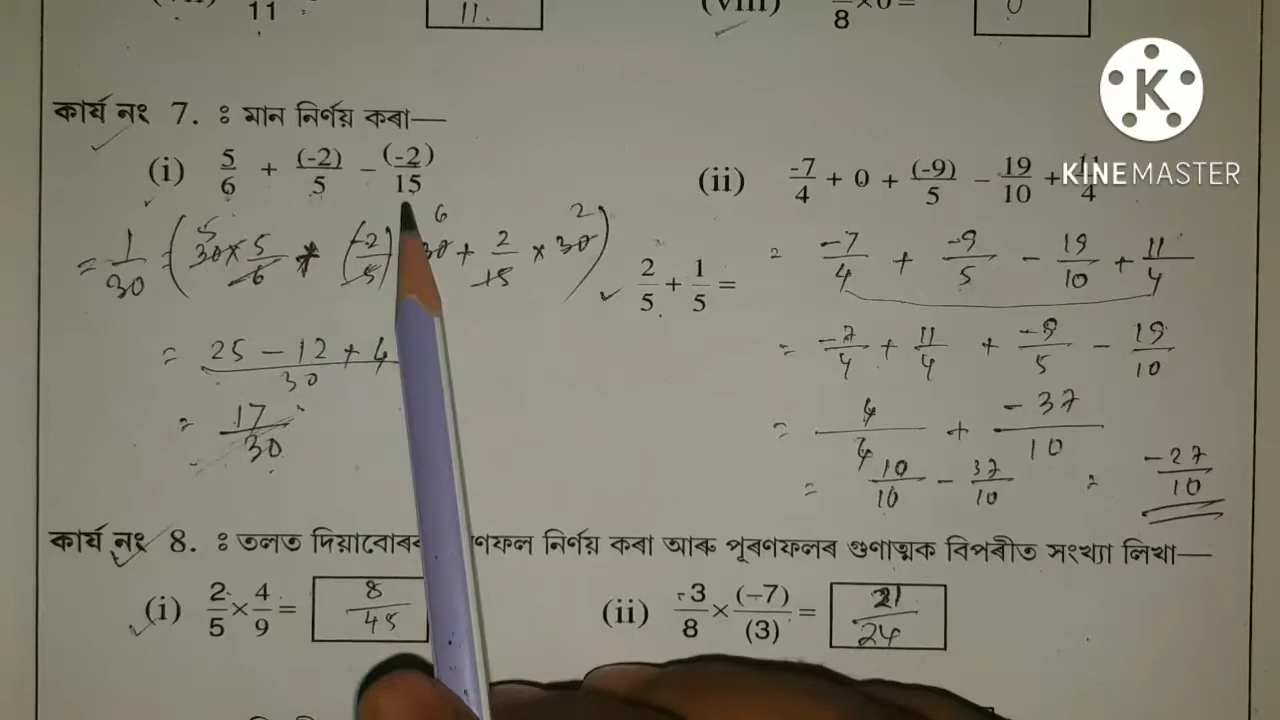 11
11.
(viii)
8 ×0=
0
কাৰ্য নং 7. ঃ মান নিৰ্ণয় কৰা—
(i) 5/6 + (-2)/5 - (-2)/15
= 1/30 (30 × 5/6 + (-2)/5 30 + 2/15 × 30)
5 6 2
= 25 - 12 + 4 / 30
= 17/30
2/5 + 1/5 =
(ii) -7/4 + 0 + (-9)/5 - 19/10 + 11/4
= -7/4 + -9/5 - 19/10 + 11/4
= -7/4 + 11/4 + -9/5 - 19/10
= 4/4 + -37/10
= 10/10 - 37/10 = -27/10
KINEMASTER
কাৰ্য নং 8. ঃ তলত দিয়াবোৰৰ নিৰ্ণয় কৰা আৰু পূৰণফলৰ গুণাত্মক বিপৰীত সংখ্যা লিখা—
(i) 2/5 × 4/9 = 8/45
(ii) -3/8 × (-7)/(3) = 21/24